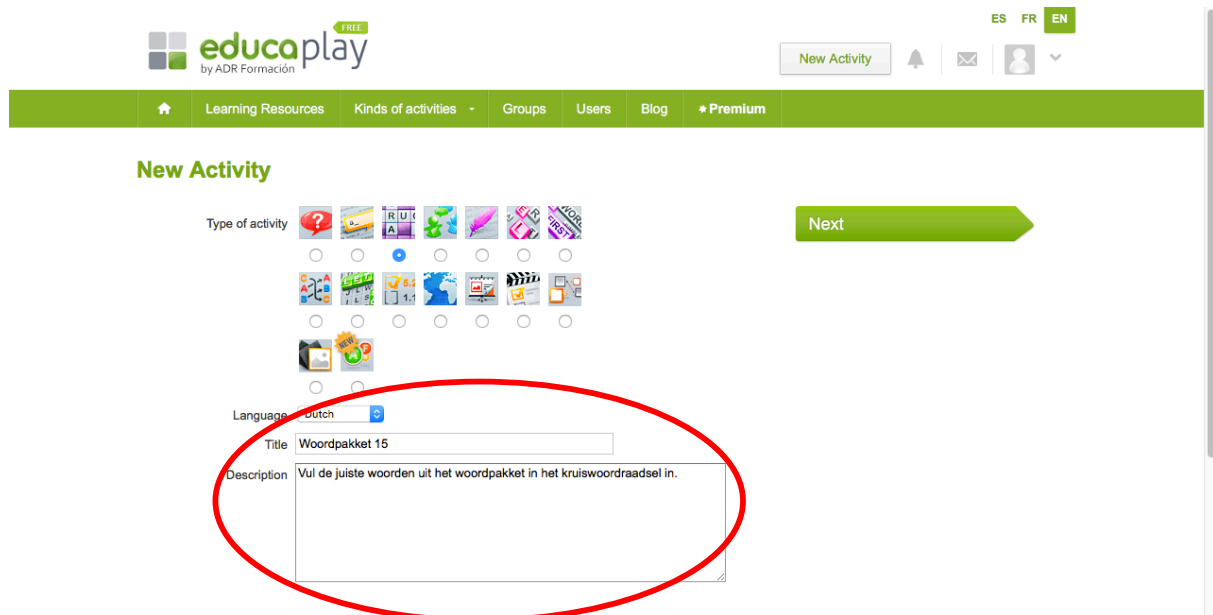 ES FR EN
FREE
educaplay
by ADR Formación
New Activity
Learning Resources Kinds of activities Groups Users Blog Premium
New Activity
Type of activity
Next
Language Dutch
Title Woordpakket 15
Description Vul de juiste woorden uit het woordpakket in het kruiswoordraadsel in.